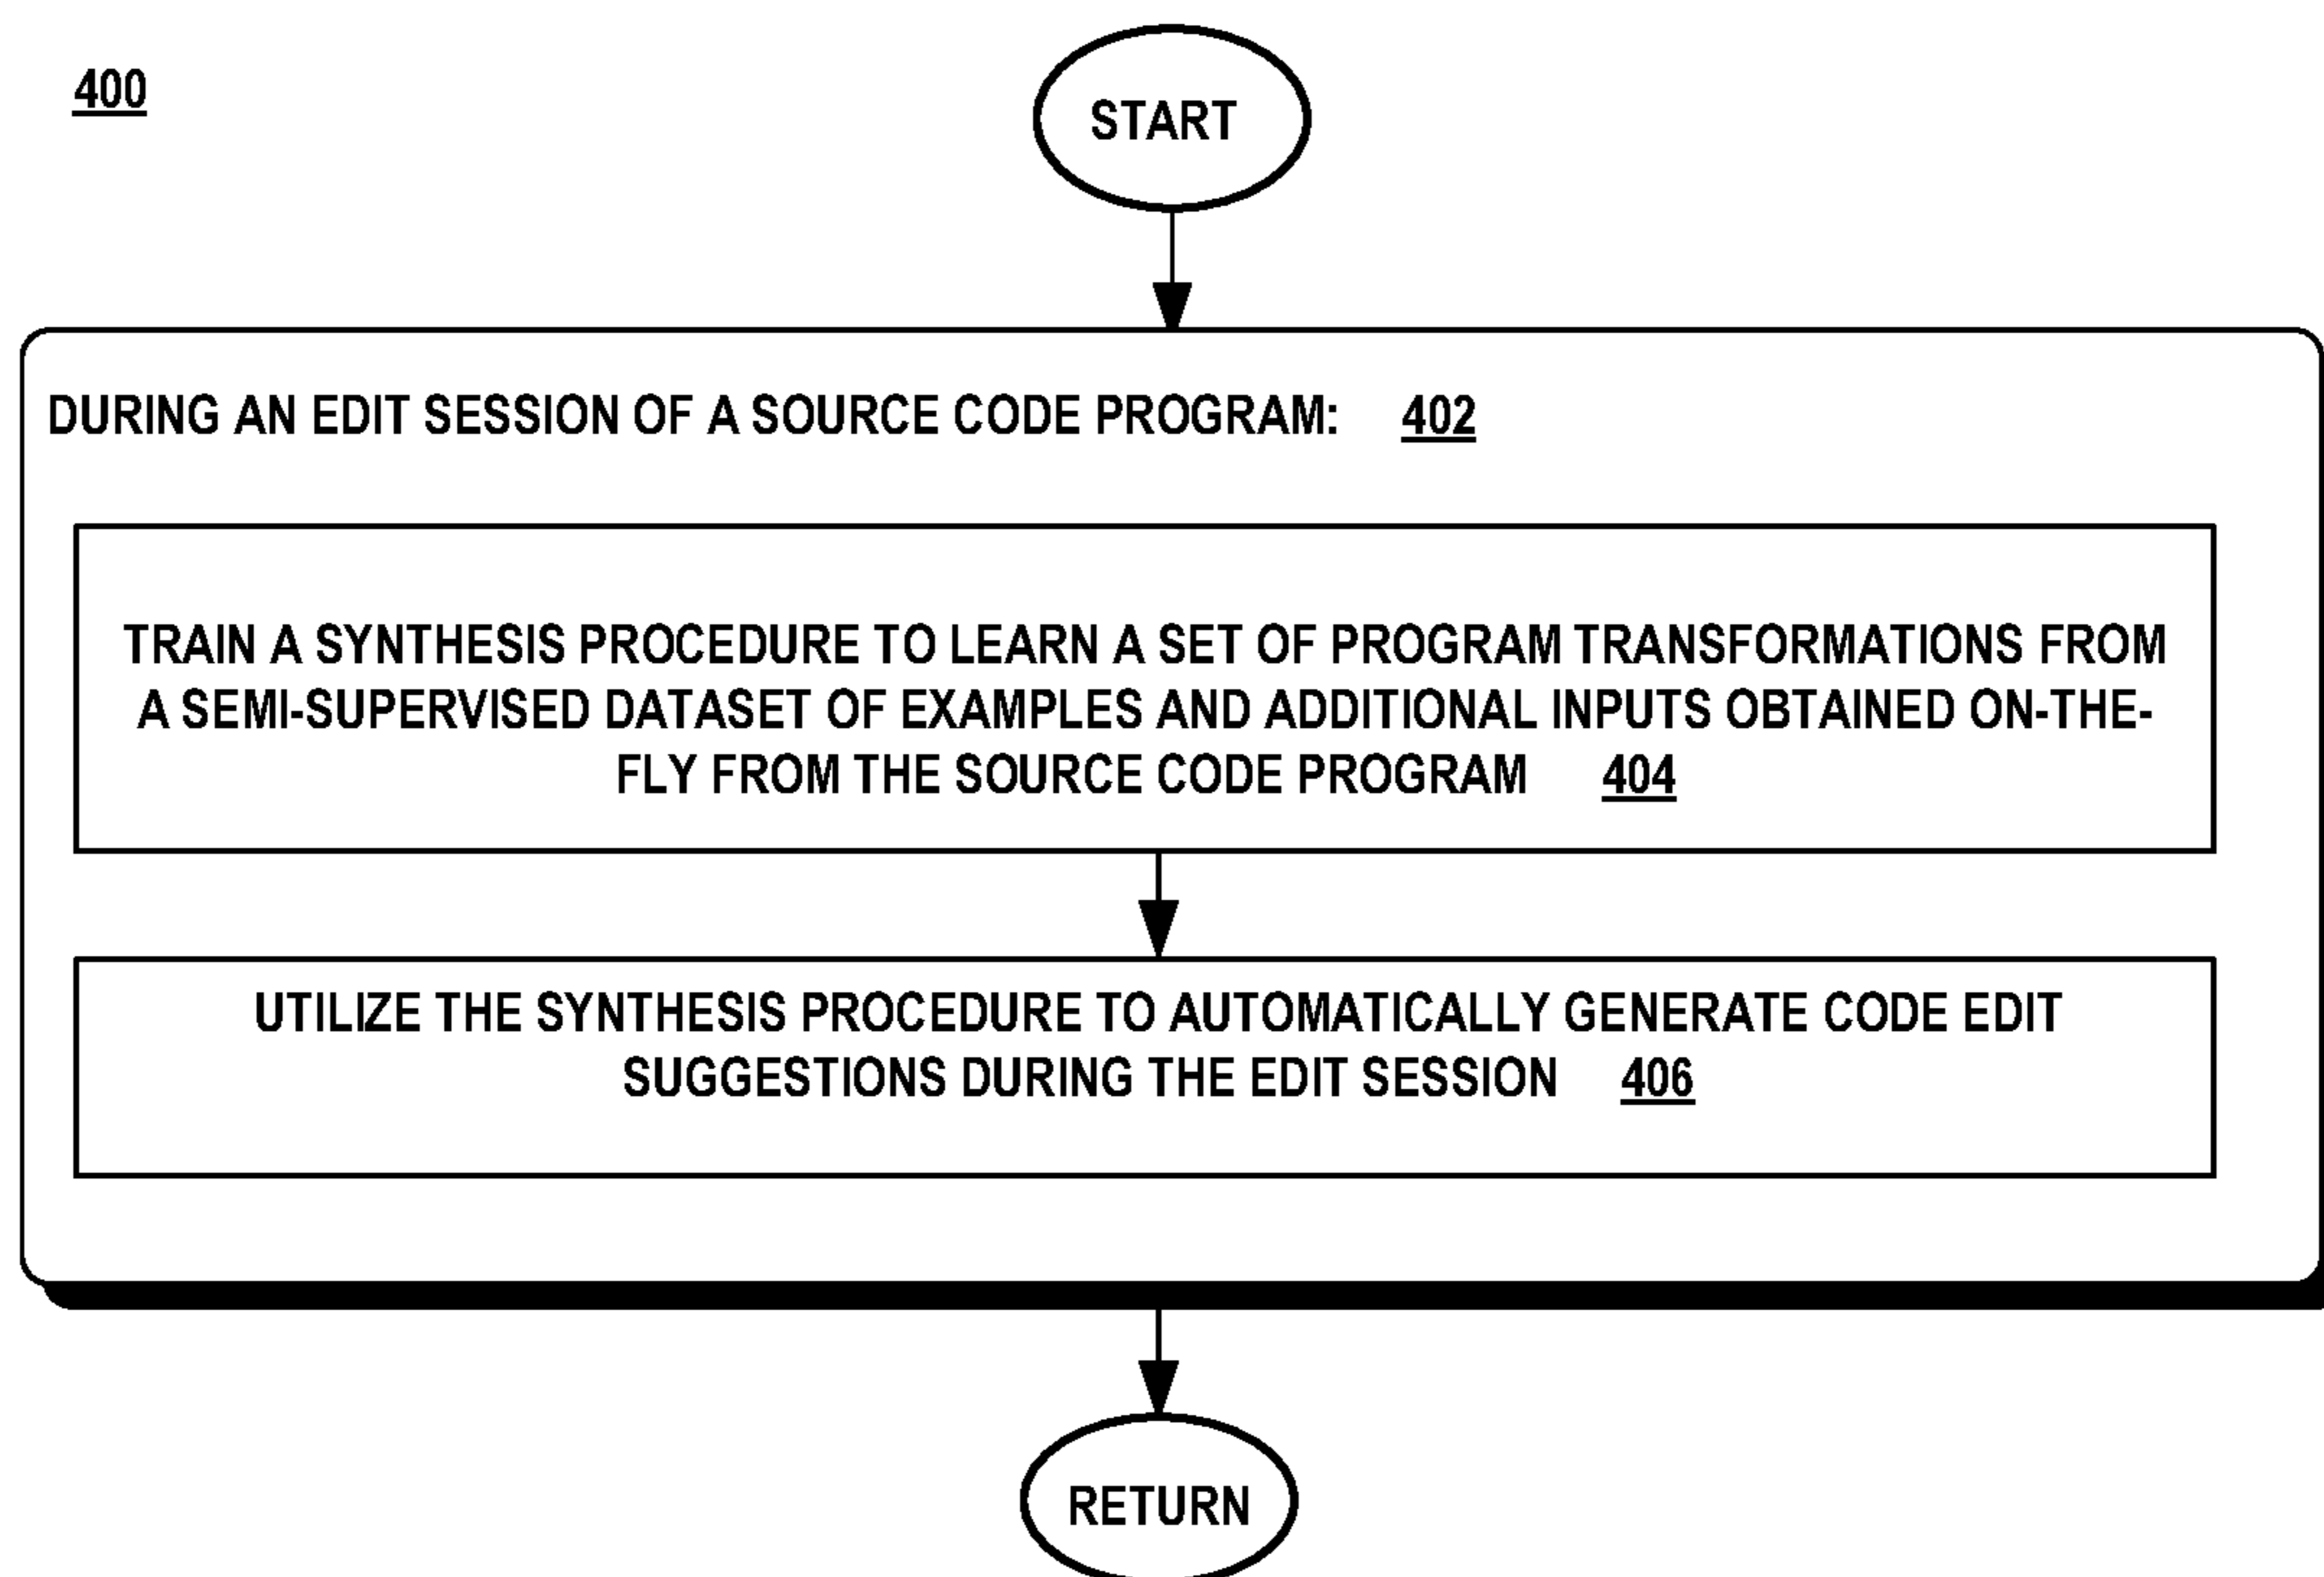 400
START
DURING AN EDIT SESSION OF A SOURCE CODE PROGRAM: 402
TRAIN A SYNTHESIS PROCEDURE TO LEARN A SET OF PROGRAM TRANSFORMATIONS FROM
A SEMI-SUPERVISED DATASET OF EXAMPLES AND ADDITIONAL INPUTS OBTAINED ON-THE-
FLY FROM THE SOURCE CODE PROGRAM 404
UTILIZE THE SYNTHESIS PROCEDURE TO AUTOMATICALLY GENERATE CODE EDIT
SUGGESTIONS DURING THE EDIT SESSION 406
RETURN